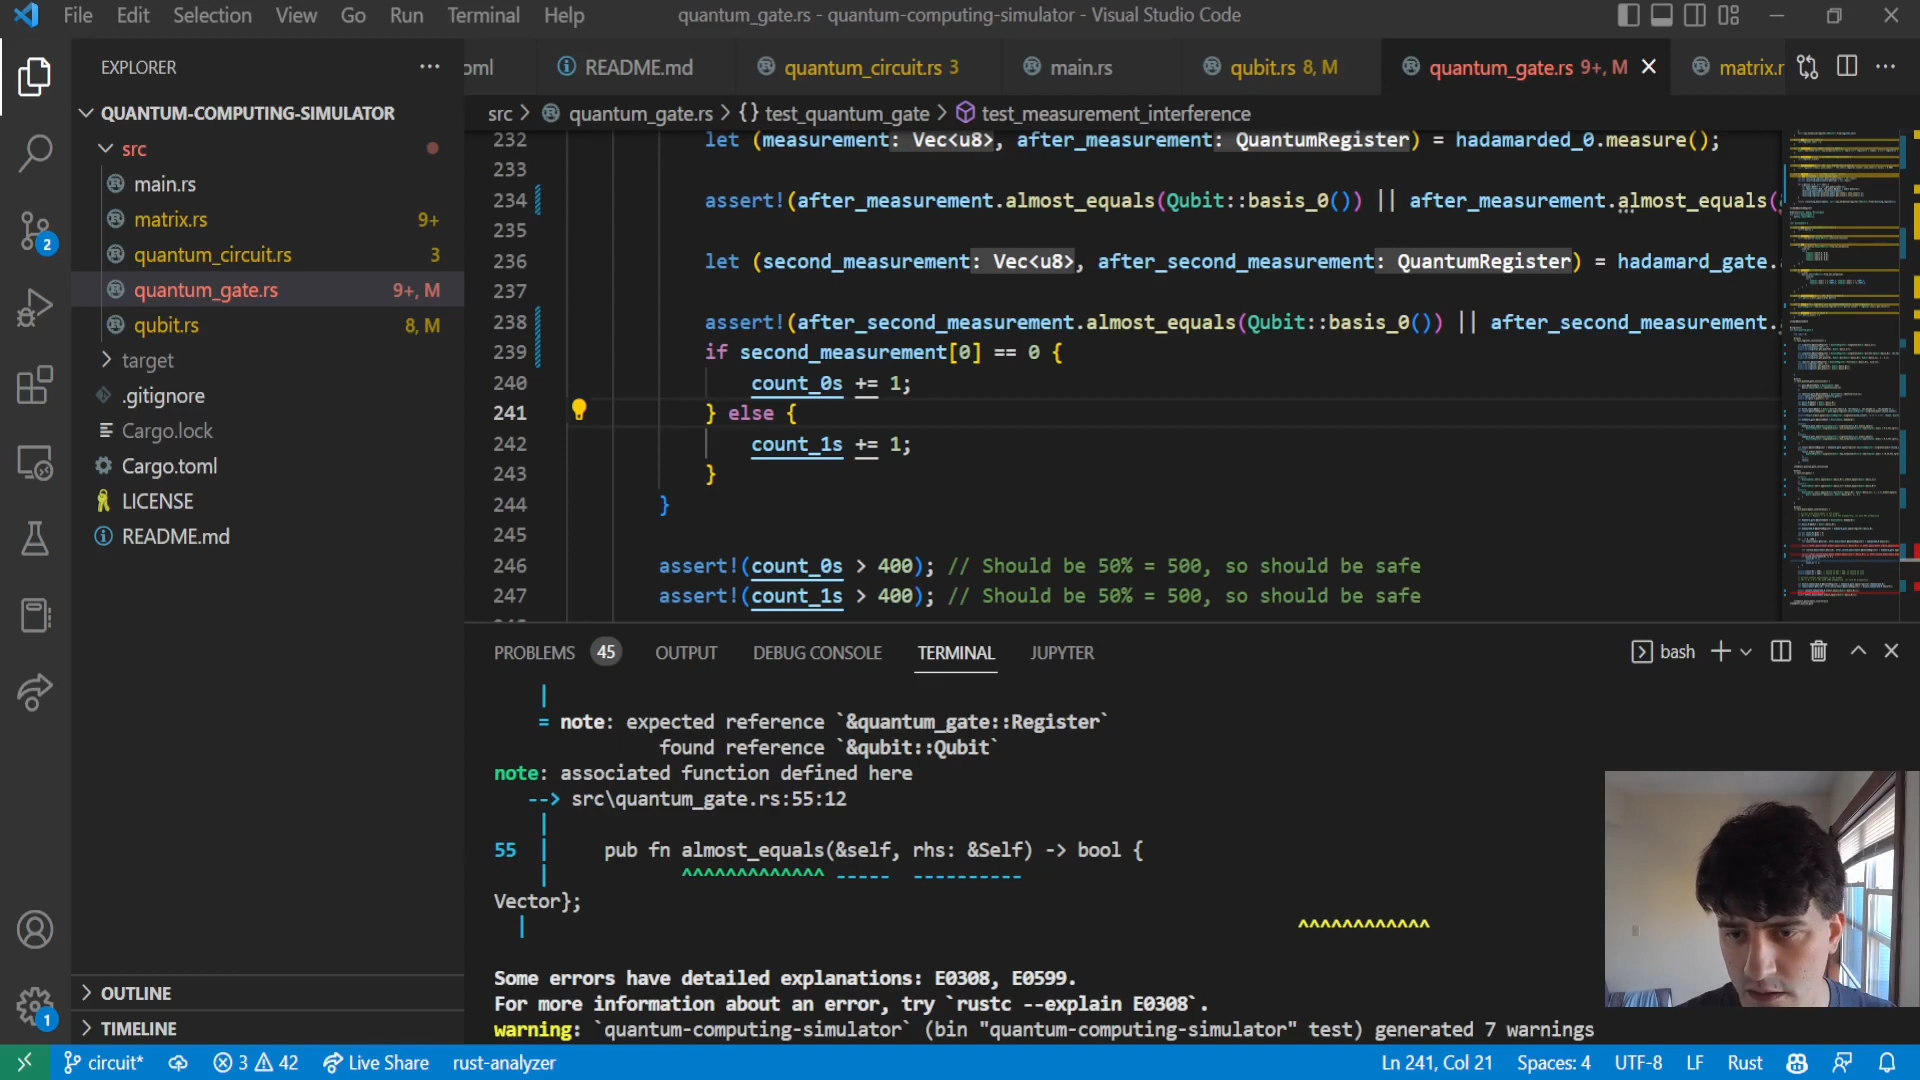 File Edit Selection View Go Run Terminal Help
quantum_gate.rs - quantum-computing-simulator - Visual Studio Code
EXPLORER
oml README.md quantum_circuit.rs 3 main.rs qubit.rs 8, M quantum_gate.rs 9+, M matrix.r
src > quantum_gate.rs > {} test_quantum_gate > test_measurement_interference
QUANTUM-COMPUTING-SIMULATOR
src
main.rs
matrix.rs 9+
quantum_circuit.rs 3
quantum_gate.rs 9+, M
qubit.rs 8, M
target
.gitignore
Cargo.lock
Cargo.toml
LICENSE
README.md
OUTLINE
TIMELINE
2
1
232 let (measurement: Vec<u8>, after_measurement: QuantumRegister) = hadamarded_0.measure();
233
234 assert!(after_measurement.almost_equals(Qubit::basis_0()) || after_measurement.almost_equals(
235
236 let (second_measurement: Vec<u8>, after_second_measurement: QuantumRegister) = hadamard_gate.
237
238 assert!(after_second_measurement.almost_equals(Qubit::basis_0()) || after_second_measurement.
239 if second_measurement[0] == 0 {
240 count_0s += 1;
241 } else {
242 count_1s += 1;
243 }
244 }
245
246 assert!(count_0s > 400); // Should be 50% = 500, so should be safe
247 assert!(count_1s > 400); // Should be 50% = 500, so should be safe
PROBLEMS 45 OUTPUT DEBUG CONSOLE TERMINAL JUPYTER
bash
|
= note: expected reference `&quantum_gate::Register`
found reference `&qubit::Qubit`
note: associated function defined here
--> src\quantum_gate.rs:55:12
|
55 | pub fn almost_equals(&self, rhs: &Self) -> bool {
| ^^^^^^^^^^^^^ ----- ----------
Vector};
| ^^^^^^^^^^^^
Some errors have detailed explanations: E0308, E0599.
For more information about an error, try `rustc --explain E0308`.
warning: `quantum-computing-simulator` (bin "quantum-computing-simulator" test) generated 7 warnings
circuit* 3 42 Live Share rust-analyzer
Ln 241, Col 21 Spaces: 4 UTF-8 LF Rust